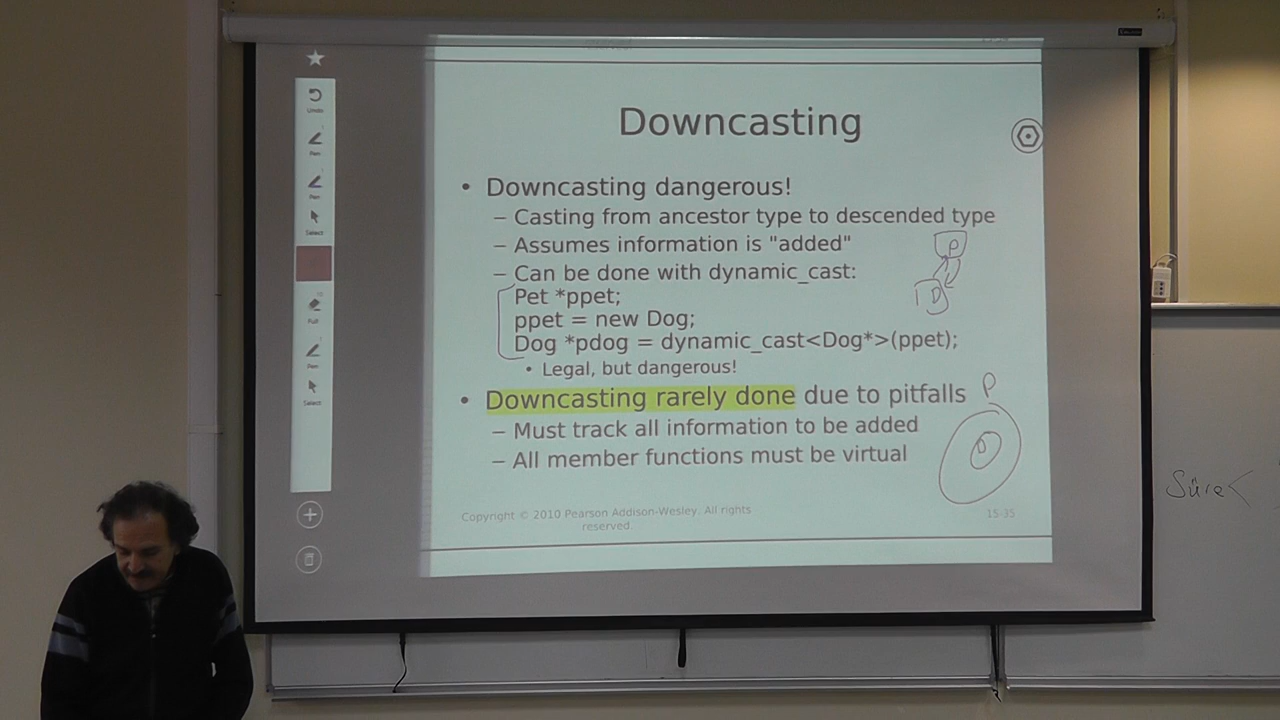 Downcasting
• Downcasting dangerous!
– Casting from ancestor type to descended type
– Assumes information is "added"
– Can be done with dynamic_cast:
Pet *ppet;
ppet = new Dog;
Dog *pdog = dynamic_cast<Dog*>(ppet);
• Legal, but dangerous!
• Downcasting rarely done due to pitfalls
– Must track all information to be added
– All member functions must be virtual
Copyright © 2010 Pearson Addison-Wesley. All rights
reserved.
15-35
Undo
Pen
Pen
Select
Full
Pen
Select
P
D
P
D